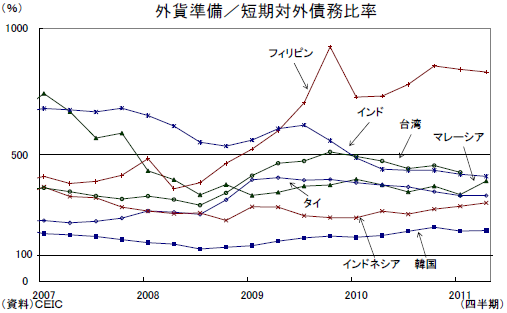 外貨準備／短期対外債務比率
(%)
1000
フィリピン
インド
台湾
マレーシア
500
タイ
インドネシア
韓国
100
0
2007
2008
2009
2010
2011
(資料)CEIC
(四半期)